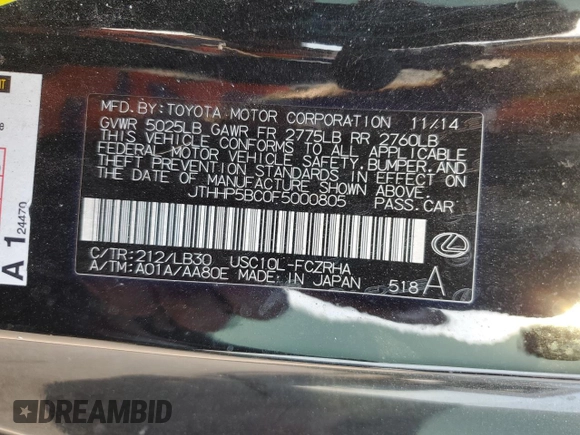 MFD.BY:TOYOTA MOTOR CORPORATION 11/14
GVWR 5025LB GAWR FR 2775LB RR 2760LB
THIS VEHICLE CONFORMS TO ALL APPLICABLE
FEDERAL MOTOR VEHICLE SAFETY, BUMPER, AND
THEFT PREVENTION STANDARDS IN EFFECT ON
THE DATE OF MANUFACTURE SHOWN ABOVE.
JTHHP5BC0F5000805 PASS.CAR
C/TR:212/LB30 USC10L-FCZRHA
A/TM:A01A/AA80E MADE IN JAPAN
518 A
A 1 24470
DREAMBID